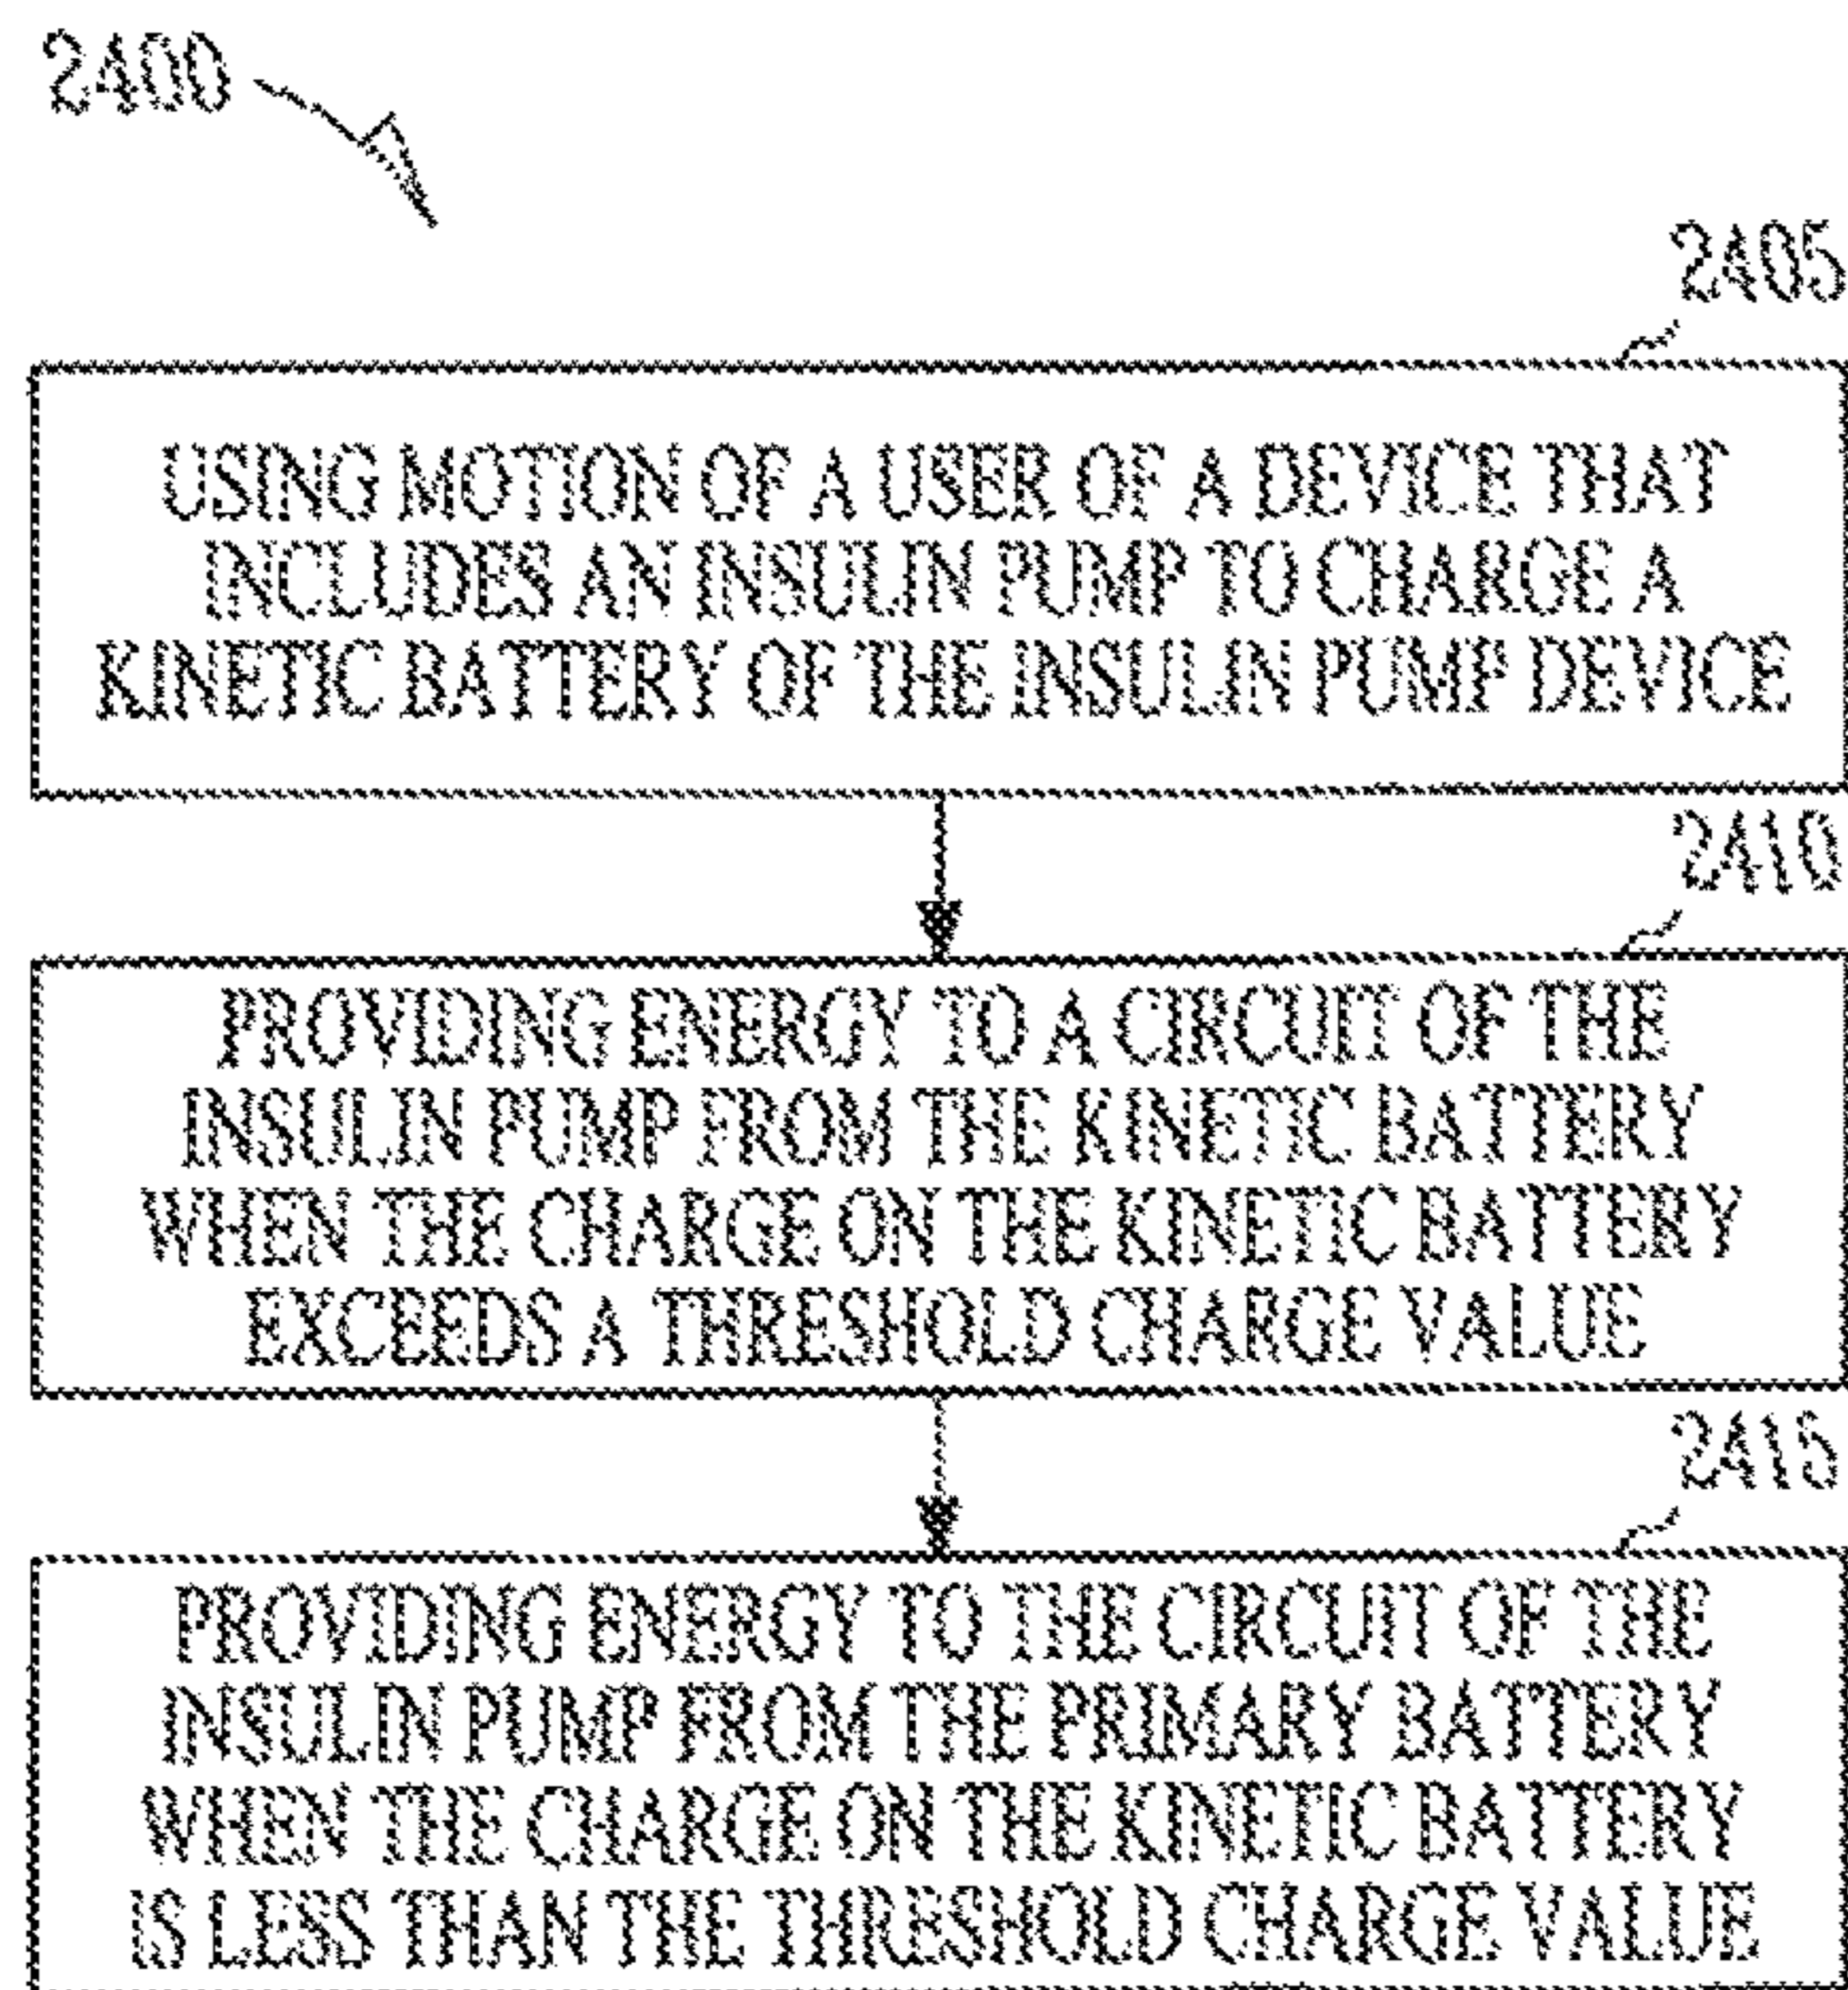 2400
2405
USING MOTION OF A USER OF A DEVICE THAT
INCLUDES AN INSULIN PUMP TO CHARGE A
KINETIC BATTERY OF THE INSULIN PUMP DEVICE
2410
PROVIDING ENERGY TO A CIRCUIT OF THE
INSULIN PUMP FROM THE KINETIC BATTERY
WHEN THE CHARGE ON THE KINETIC BATTERY
EXCEEDS A THRESHOLD CHARGE VALUE
2415
PROVIDING ENERGY TO THE CIRCUIT OF THE
INSULIN PUMP FROM THE PRIMARY BATTERY
WHEN THE CHARGE ON THE KINETIC BATTERY
IS LESS THAN THE THRESHOLD CHARGE VALUE